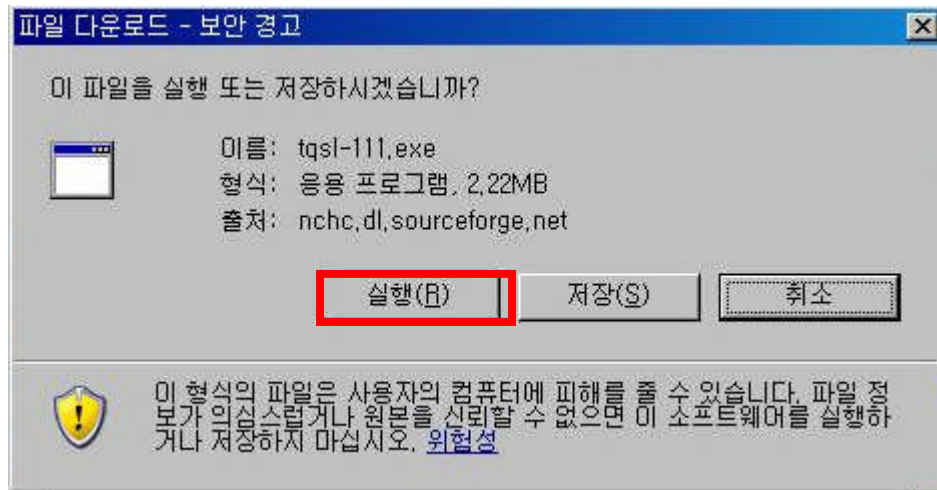 파일 다운로드 - 보안 경고
이 파일을 실행 또는 저장하시겠습니까?
이름: tqsl-111.exe
형식: 응용 프로그램, 2.22MB
출처: nchc.dl.sourceforge.net
실행(R) 저장(S) 취소
이 형식의 파일은 사용자의 컴퓨터에 피해를 줄 수 있습니다. 파일 정
보가 의심스럽거나 원본을 신뢰할 수 없으면 이 소프트웨어를 실행하
거나 저장하지 마십시오. 위험성